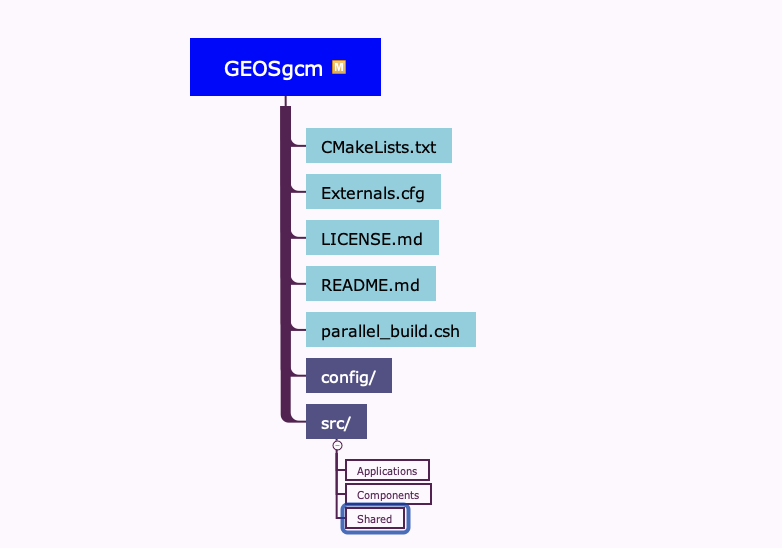 GEOSgcm M
CMakeLists.txt
Externals.cfg
LICENSE.md
README.md
parallel_build.csh
config/
src/
Applications
Components
Shared